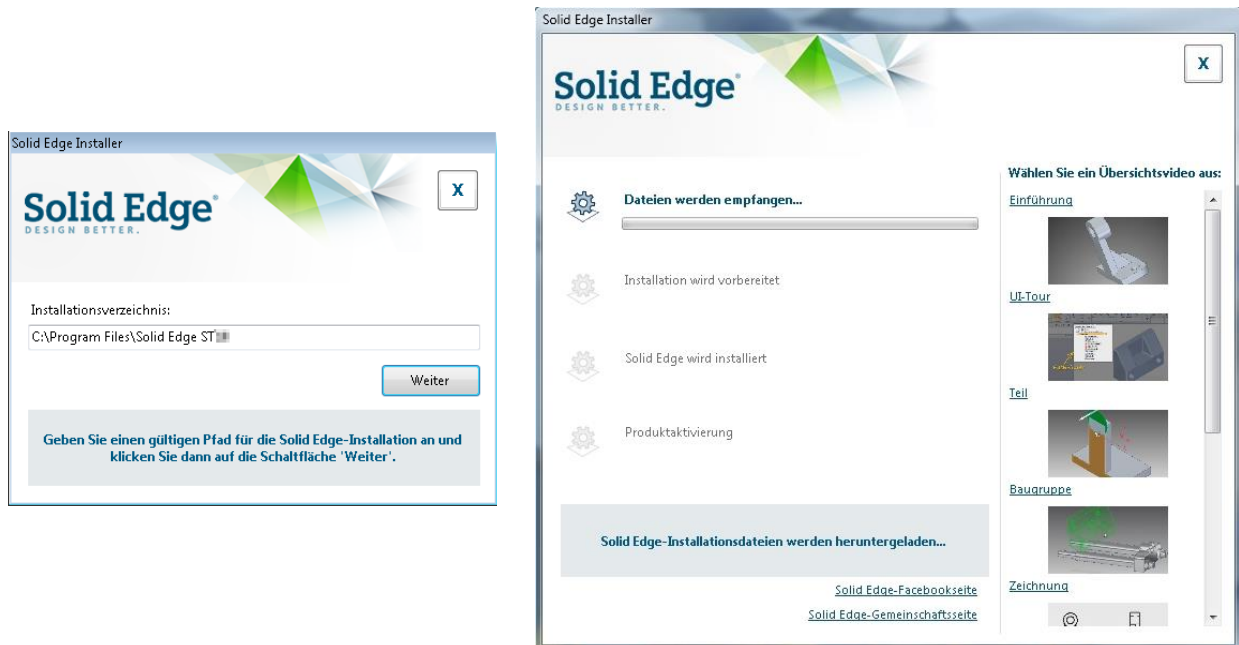 Solid Edge Installer
Solid Edge®
DESIGN BETTER.
X
Installationsverzeichnis:
C:\Program Files\Solid Edge ST
Weiter
Geben Sie einen gültigen Pfad für die Solid Edge-Installation an und
klicken Sie dann auf die Schaltfläche 'Weiter'.
Solid Edge Installer
Solid Edge®
DESIGN BETTER.
X
Dateien werden empfangen...
Installation wird vorbereitet
Solid Edge wird installiert
Produktaktivierung
Solid Edge-Installationsdateien werden heruntergeladen...
Solid Edge-Facebookseite
Solid Edge-Gemeinschaftsseite
Wählen Sie ein Übersichtsvideo aus:
Einführung
UI-Tour
Teil
Baugruppe
Zeichnung